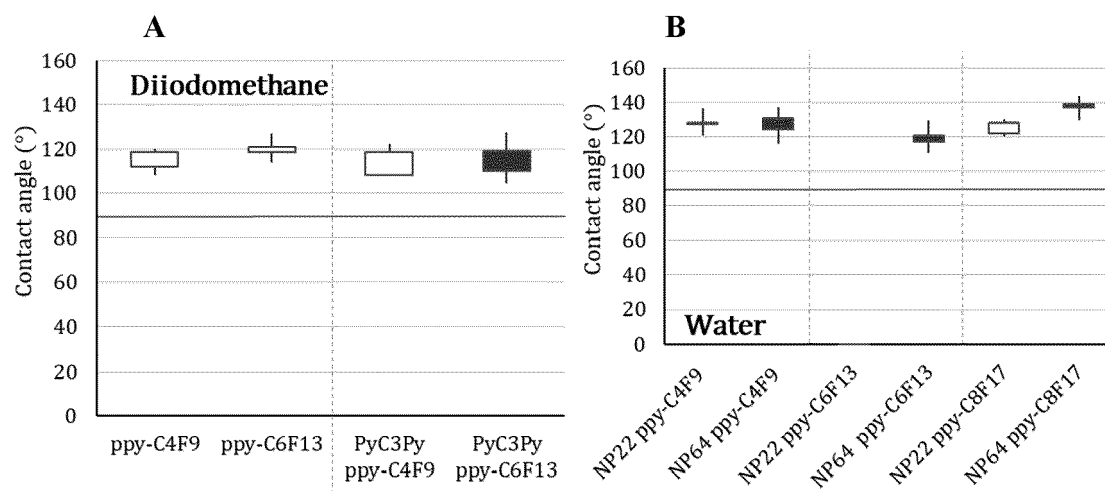 A
B
Diiodomethane
Contact angle (°)
160
140
120
100
80
60
40
20
0
ppy-C4F9
ppy-C6F13
PyC3Py
ppy-C4F9
PyC3Py
ppy-C6F13
Contact angle (°)
160
140
120
100
80
60
40
20
0
Water
NP22 ppy-C4F9
NP64 ppy-C4F9
NP22 ppy-C6F13
NP64 ppy-C6F13
NP22 ppy-C8F17
NP64 ppy-C8F17